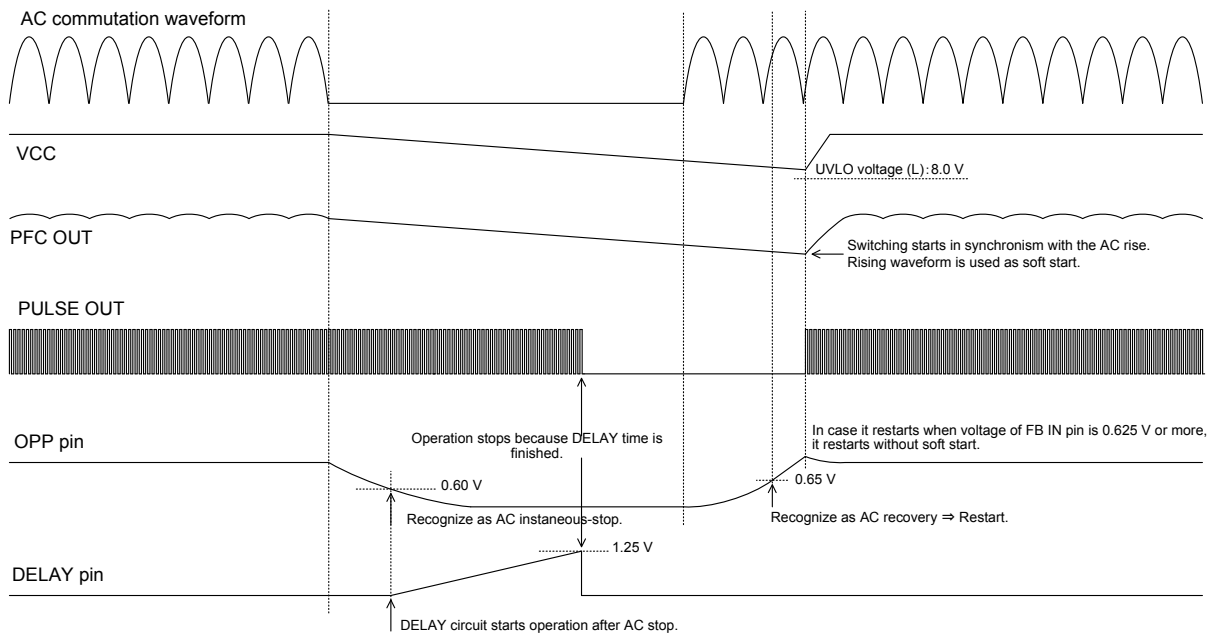 AC commutation waveform
VCC
UVLO voltage (L): 8.0 V
PFC OUT
Switching starts in synchronism with the AC rise.
Rising waveform is used as soft start.
PULSE OUT
OPP pin
Operation stops because DELAY time is
finished.
In case it restarts when voltage of FB IN pin is 0.625 V or more,
it restarts without soft start.
0.60 V
0.65 V
Recognize as AC instaneous-stop.
Recognize as AC recovery ⇒ Restart.
1.25 V
DELAY pin
DELAY circuit starts operation after AC stop.